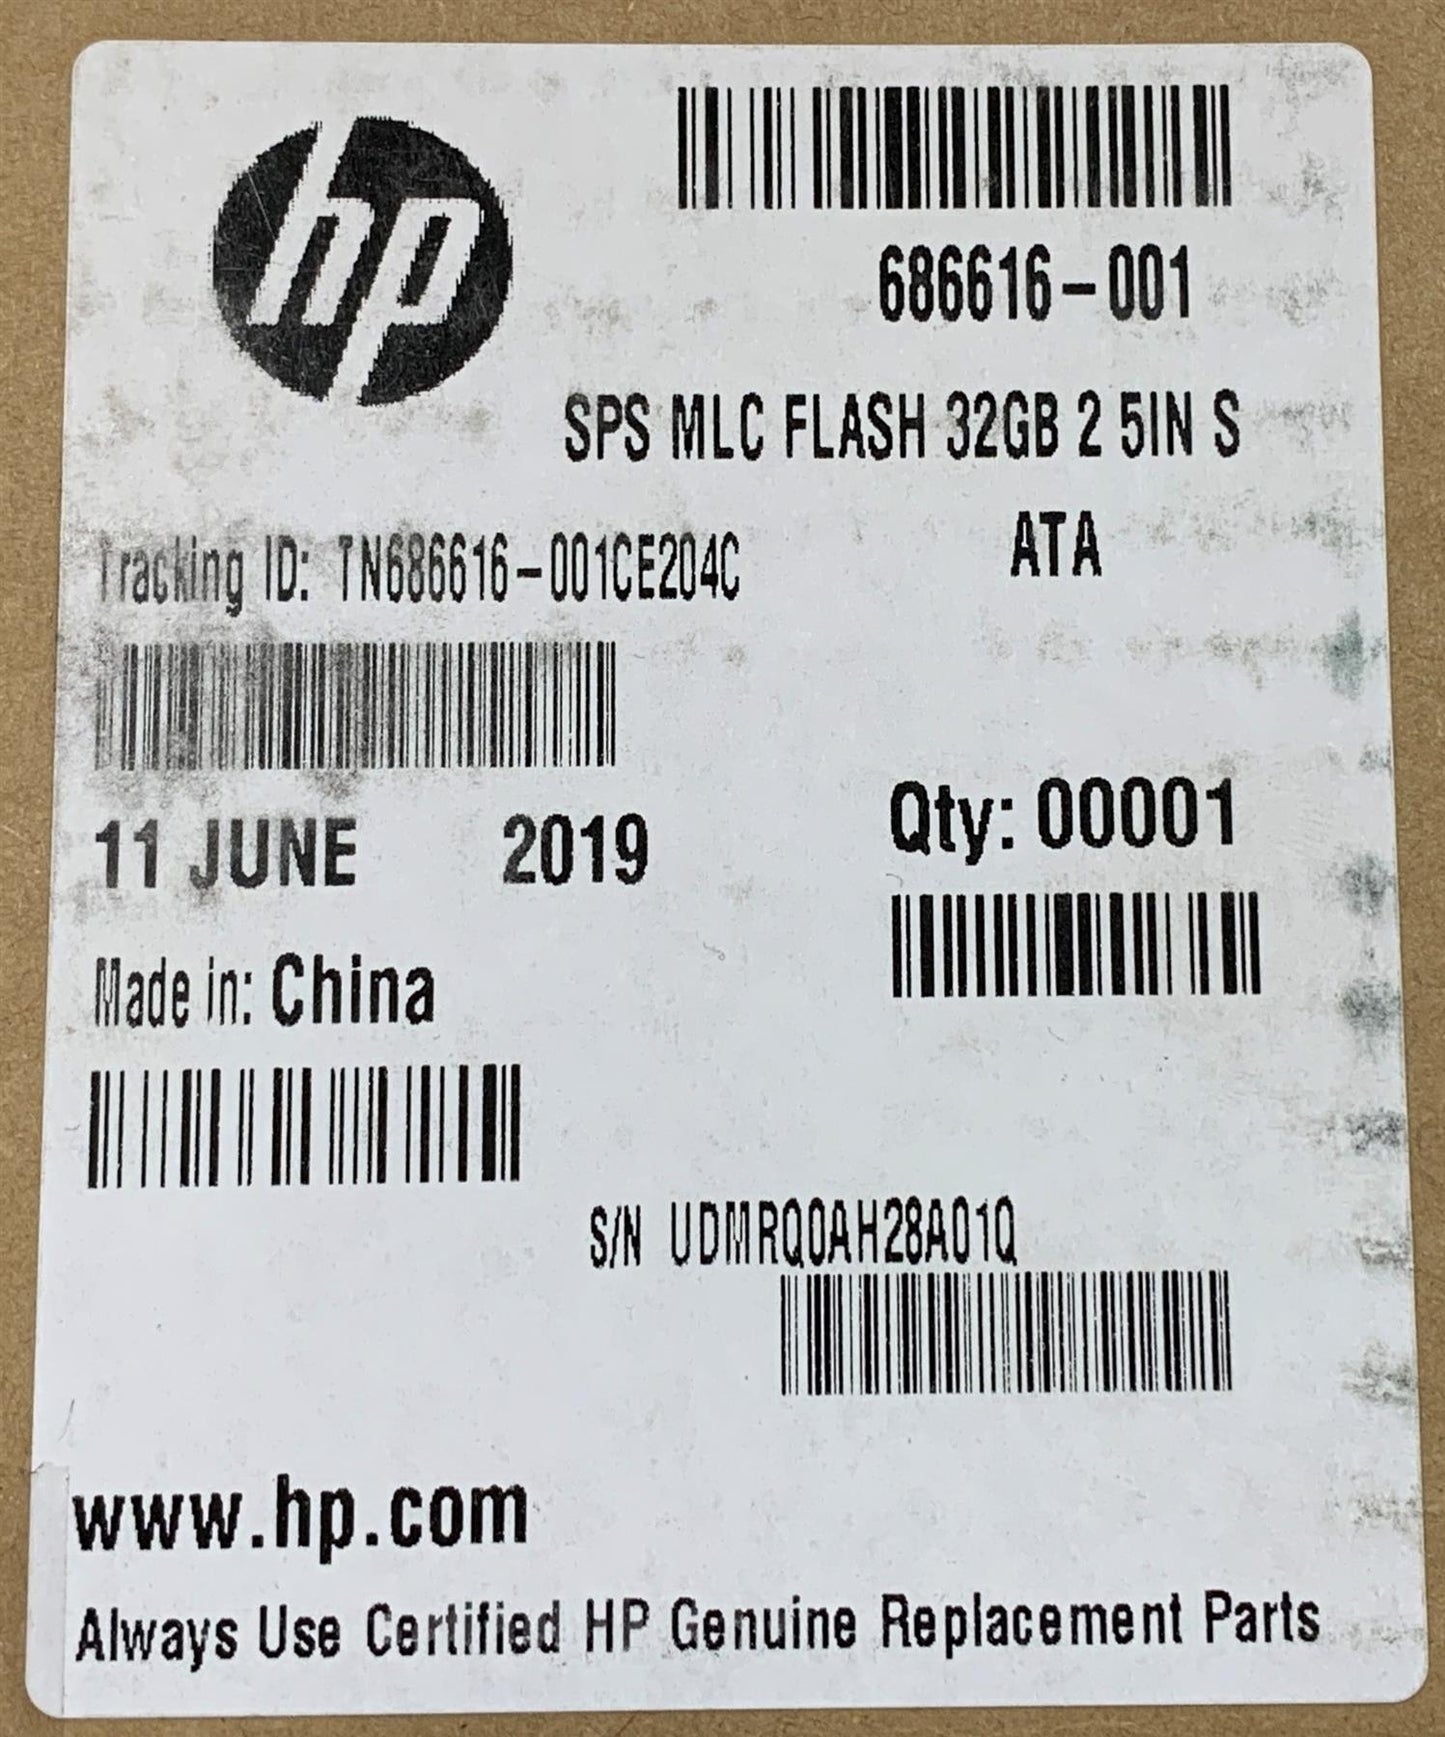 hp
686616-001
SPS MLC FLASH 32GB 2 5IN S
ATA
Tracking ID: TN686616-001CE204C
11 JUNE 2019
Qty: 00001
Made in: China
S/N UDMRQ0AH28A01Q
www.hp.com
Always Use Certified HP Genuine Replacement Parts